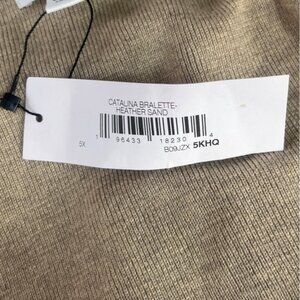 CATALINA BRALETTE-
HEATHER SAND
5X
1 96433 18230 4
B09JZX 5KHQ